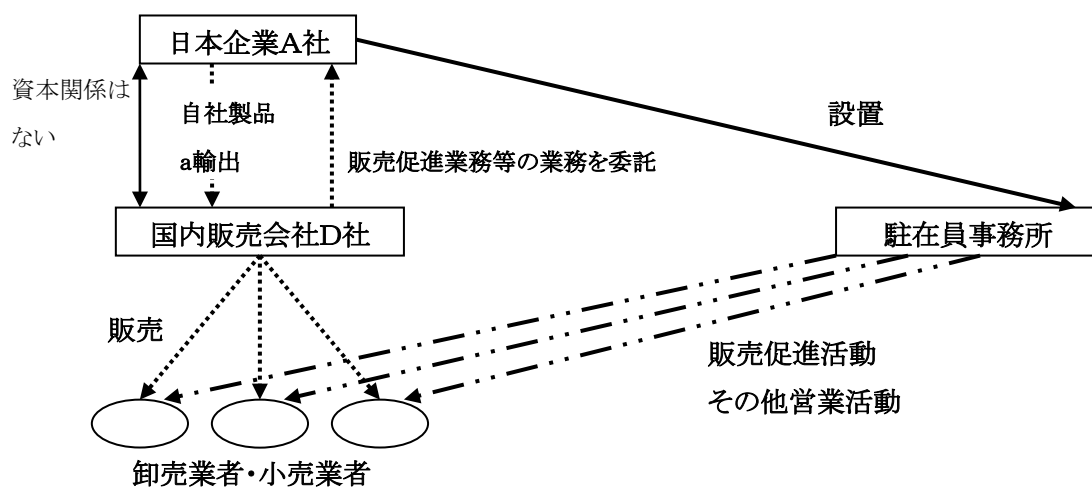 日本企業A社
資本関係は
ない
自社製品
a輸出
販売促進業務等の業務を委託
設置
国内販売会社D社
駐在員事務所
販売
販売促進活動
その他営業活動
卸売業者・小売業者